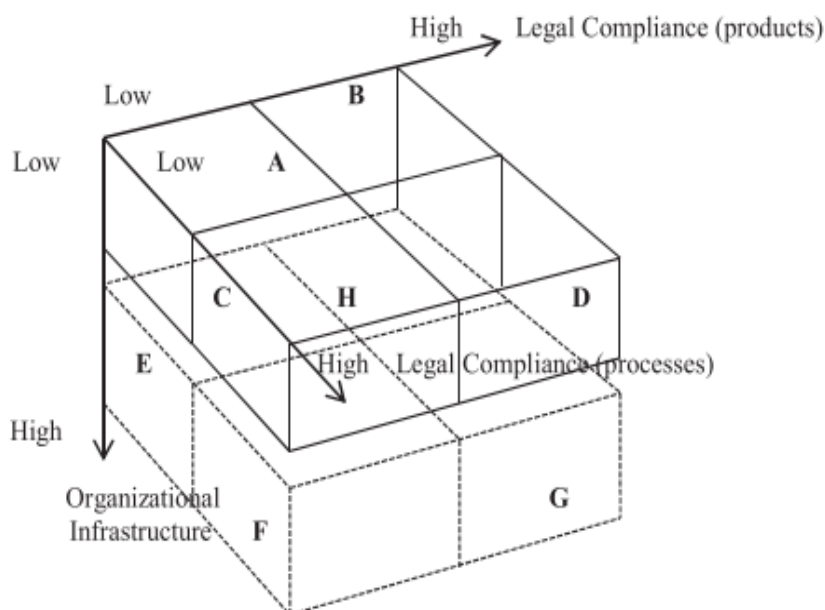 High Legal Compliance (products)
Low
B
Low Low A
C H D
E High Legal Compliance (processes)
High
Organizational
Infrastructure
F G